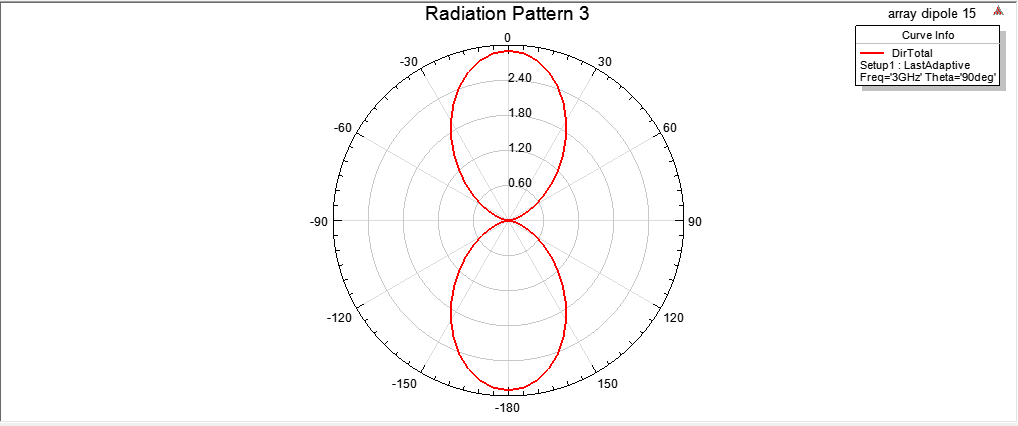 Radiation Pattern 3
array dipole 15
Curve Info
DirTotal
Setup1 : LastAdaptive
Freq='3GHz' Theta='90deg'
0
-30
30
2.40
-60
60
1.80
1.20
0.60
-90
90
-120
120
-150
150
-180